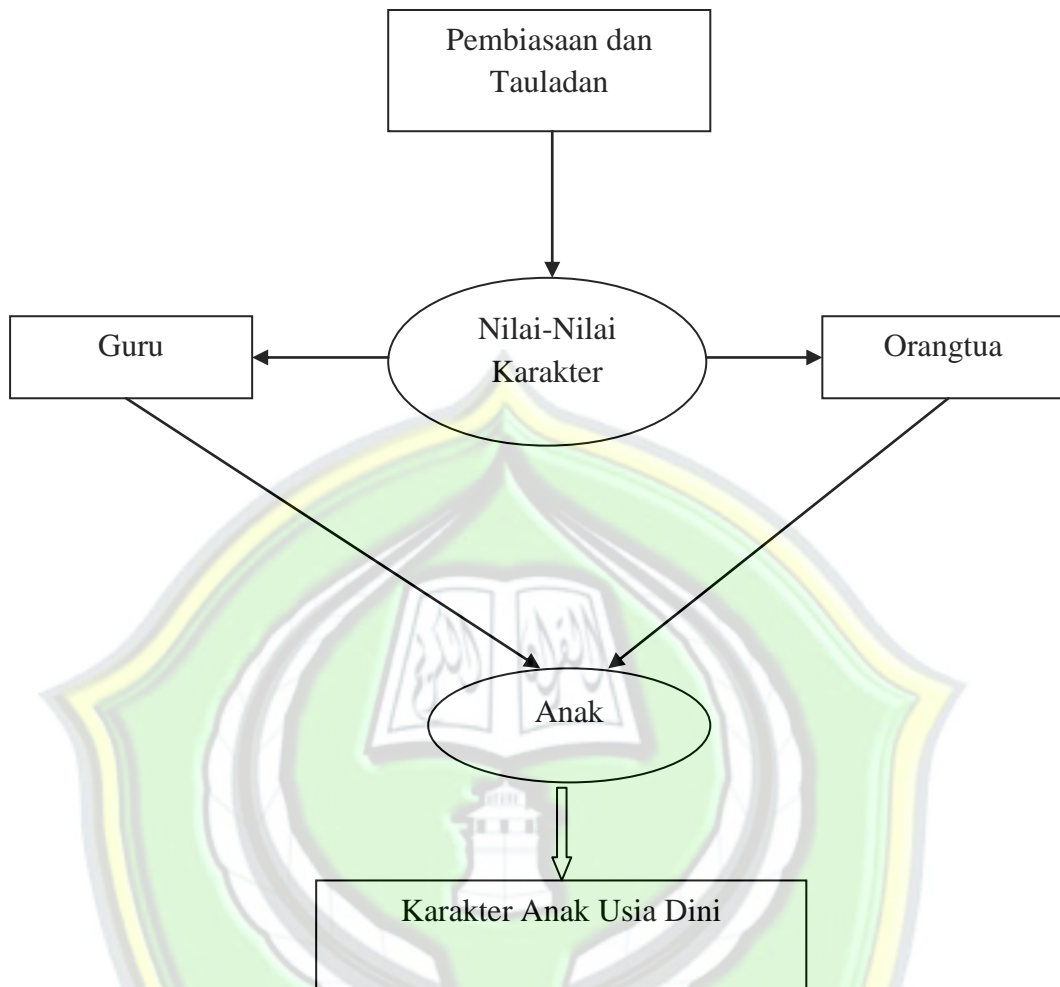 Pembiasaan dan
Tauladan
Nilai-Nilai
Karakter
Guru
Orangtua
Anak
Karakter Anak Usia Dini